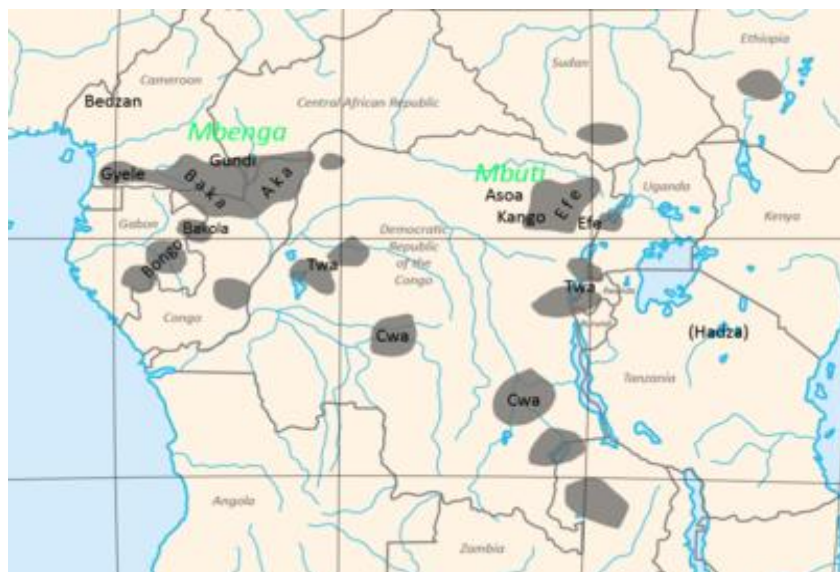 Ethiopia
Sudan
Cameroon
Bedzan
Central African Republic
Mbenga
Gundi
Gyele
Baka
Aka
Mbuti
Asoa
Kango
Efe
Efe
Uganda
Kenya
Gabon
Bakola
Bongo
Democratic
Republic
of the
Congo
Twa
Twa
Congo
Cwa
(Hadza)
Tanzania
Cwa
Angola
Zambia